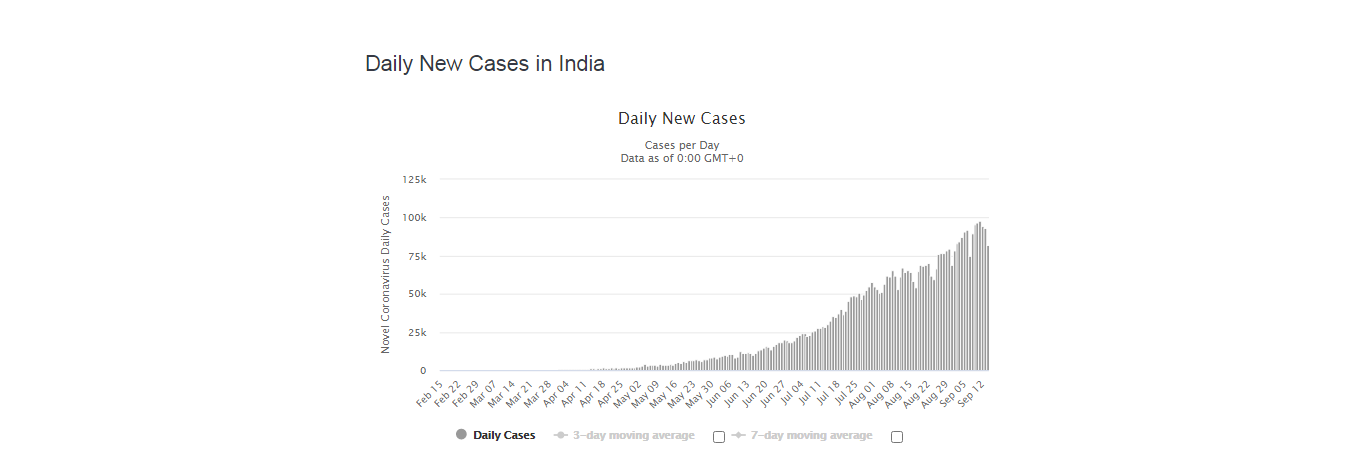 Daily New Cases in India
Daily New Cases
Cases per Day
Data as of 0:00 GMT+0
Novel Coronavirus Daily Cases
125k
100k
75k
50k
25k
0
Feb 15 Feb 22 Feb 29 Mar 07 Mar 14 Mar 21 Mar 28 Apr 04 Apr 11 Apr 18 Apr 25 May 02 May 09 May 16 May 23 May 30 Jun 06 Jun 13 Jun 20 Jun 27 Jul 04 Jul 11 Jul 18 Jul 25 Aug 01 Aug 08 Aug 15 Aug 22 Aug 29 Sep 05 Sep 12
Daily Cases 3-day moving average 7-day moving average